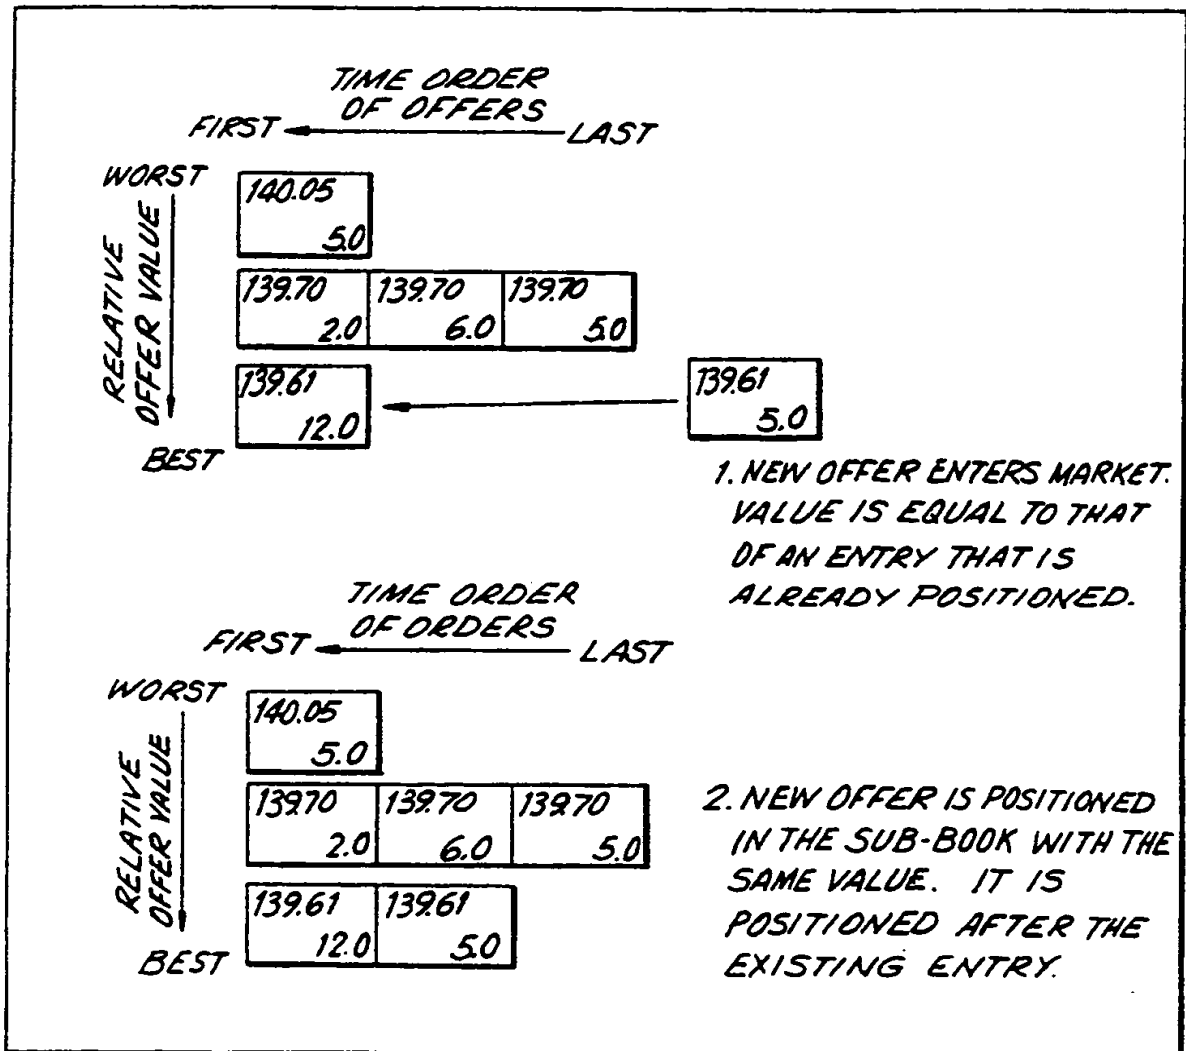 TIME ORDER
OF OFFERS
FIRST LAST
WORST
RELATIVE
OFFER VALUE
BEST
140.05
5.0
139.70 139.70 139.70
2.0 6.0 5.0
139.61 139.61
12.0 5.0
1. NEW OFFER ENTERS MARKET.
VALUE IS EQUAL TO THAT
OF AN ENTRY THAT IS
ALREADY POSITIONED.
TIME ORDER
OF ORDERS
FIRST LAST
WORST
RELATIVE
OFFER VALUE
BEST
140.05
5.0
139.70 139.70 139.70
2.0 6.0 5.0
139.61 139.61
12.0 5.0
2. NEW OFFER IS POSITIONED
IN THE SUB-BOOK WITH THE
SAME VALUE. IT IS
POSITIONED AFTER THE
EXISTING ENTRY.